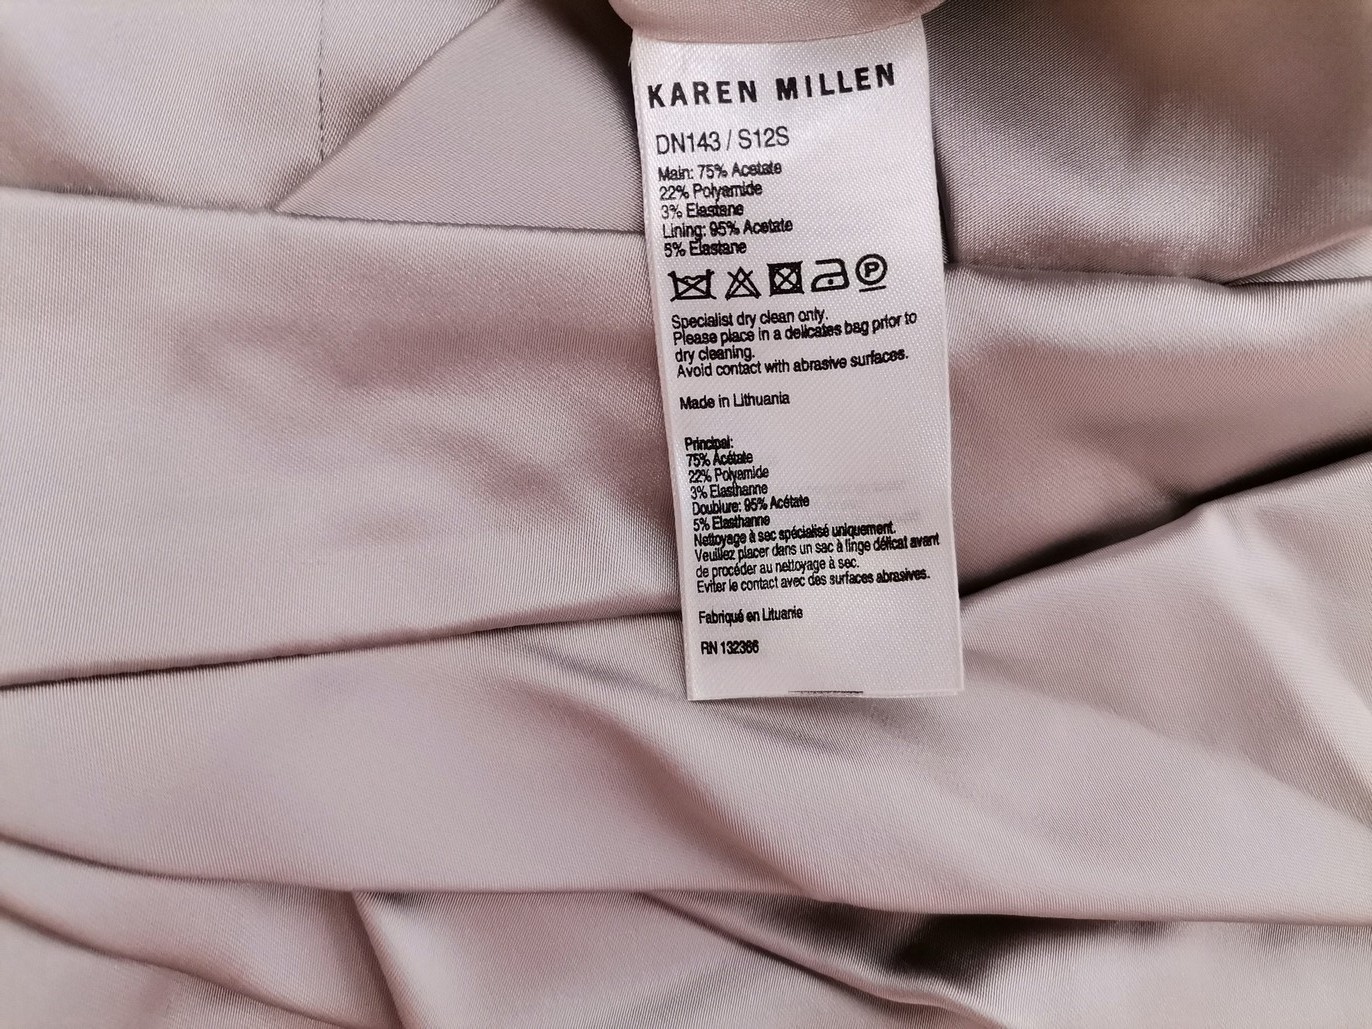 KAREN MILLEN
DN143 / S12S
Main: 75% Acetate
22% Polyamide
3% Elastane
Lining: 95% Acetate
5% Elastane
P
Specialist dry clean only.
Please place in a delicates bag prior to
dry cleaning.
Avoid contact with abrasive surfaces.
Made in Lithuania
Principal:
75% Acétate
22% Polyamide
3% Elasthanne
Doublure: 95% Acétate
5% Elasthanne
Nettoyage à sec spécialisé uniquement.
Veuillez placer dans un sac à linge délicat avant
de procéder au nettoyage à sec.
Eviter le contact avec des surfaces abrasives.
Fabriqué en Lituanie
RN 132366